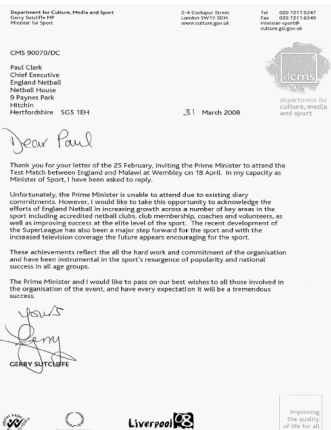 Department for Culture, Media and Sport
Gerry Sutcliffe MP
Minister for Sport
2-4 Cockspur Street
London SW1Y 5DH
www.culture.gov.uk
Tel 020 7211 6247
Fax 020 7211 6249
minister-sport@
culture.gsi.gov.uk
CMS 90070/DC
Paul Clark
Chief Executive
England Netball
Netball House
9 Paynes Park
Hitchin
Hertfordshire SG5 1EH
31 March 2008
dcms
department for
culture, media
and sport
Dear Paul
Thank you for your letter of the 25 February, inviting the Prime Minister to attend the
Test Match between England and Malawi at Wembley on 18 April. In my capacity as
Minister of Sport, I have been asked to reply.
Unfortunately, the Prime Minister is unable to attend due to existing diary
commitments. However, I would like to take this opportunity to acknowledge the
efforts of England Netball in increasing growth across a number of key areas in the
sport including accredited netball clubs, club membership, coaches and volunteers, as
well as improving success at the elite level of the sport. The recent development of
the SuperLeague has also been a major step forward for the sport and with the
increased television coverage the future appears encouraging for the sport.
These achievements reflect the all the hard work and commitment of the organisation
and have been instrumental in the sport's resurgence of popularity and national
success in all age groups.
The Prime Minister and I would like to pass on our best wishes to all those involved in
the organisation of the event, and have every expectation it will be a tremendous
success.
Yours
Gerry
GERRY SUTCLIFFE
Liverpool 08
improving
the quality
of life for all